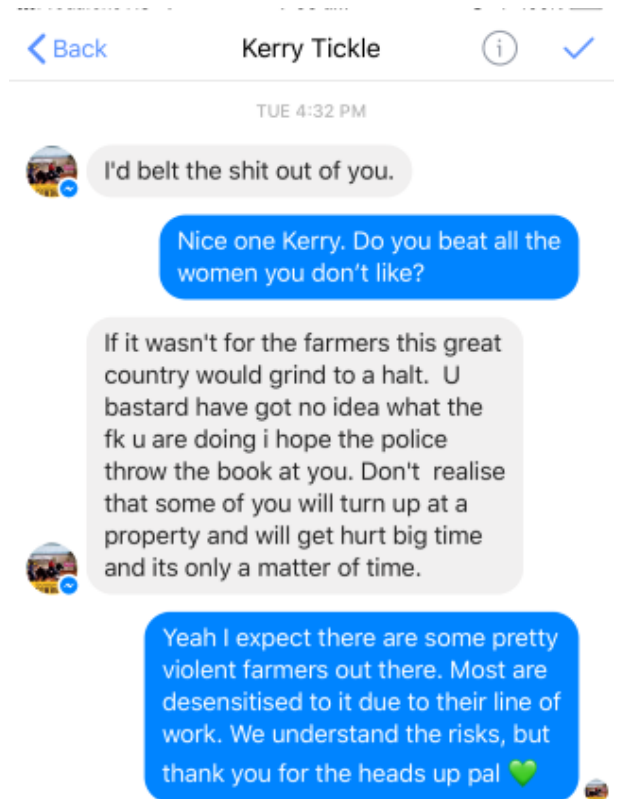 Back
Kerry Tickle
TUE 4:32 PM
I'd belt the shit out of you.
Nice one Kerry. Do you beat all the
women you don't like?
If it wasn't for the farmers this great
country would grind to a halt.  U
bastard have got no idea what the
fk u are doing i hope the police
throw the book at you. Don't  realise
that some of you will turn up at a
property and will get hurt big time
and its only a matter of time.
Yeah I expect there are some pretty
violent farmers out there. Most are
desensitised to it due to their line of
work. We understand the risks, but
thank you for the heads up pal 💚